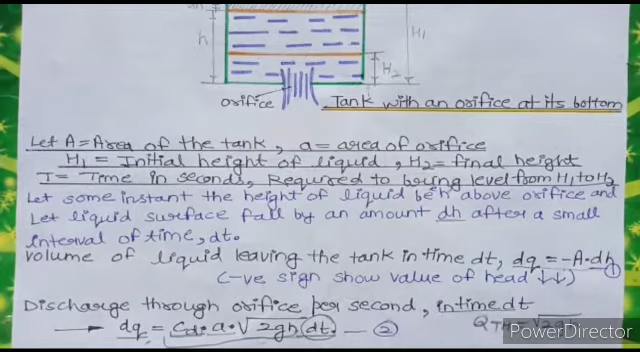 h
H1
H2
orifice
Tank with an orifice at its bottom
Let A = Area of the tank, a = area of orifice
H1 = Initial height of liquid, H2 = final height
T = Time in seconds, Required to bring level from H1 to H2
Let some instant the height of liquid be h above orifice and
Let liquid surface fall by an amount dh after a small
interval of time, dt.
Volume of liquid leaving the tank in time dt, dq = -A.dh ①
(-ve sign show value of head ↓↓)
Discharge through orifice per second, in time dt
→ dq = Cd.a.√2gh dt. — ②
PowerDirector